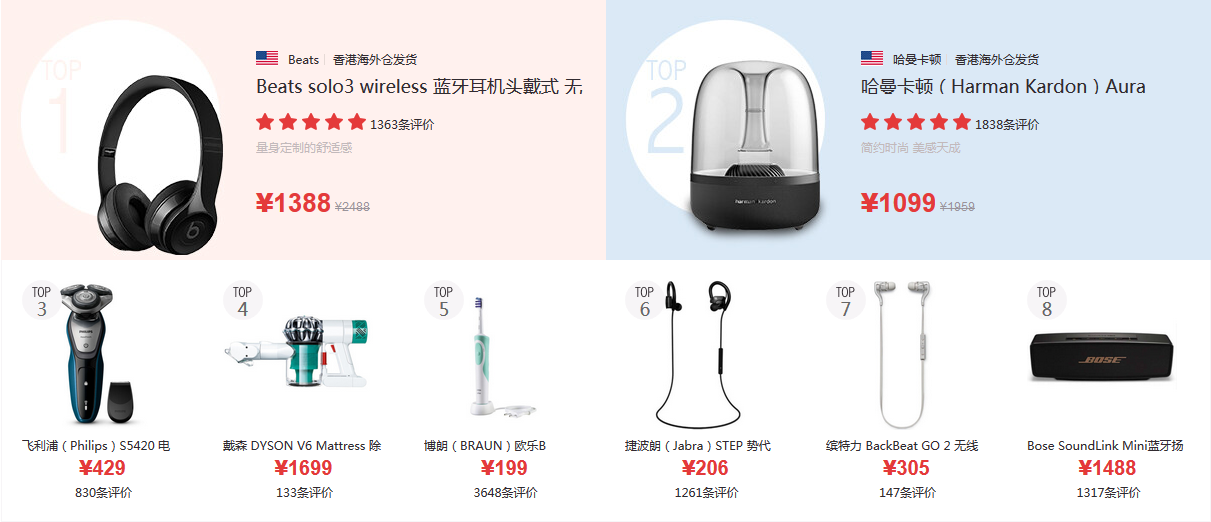 TOP
1
Beats
香港海外仓发货
Beats solo3 wireless 蓝牙耳机头戴式 无
1363条评价
量身定制的舒适感
¥1388 ¥2488
TOP
2
哈曼卡顿
香港海外仓发货
哈曼卡顿（Harman Kardon）Aura
1838条评价
简约时尚 美感天成
¥1099 ¥1959
harman/kardon
TOP
3
PHILIPS
飞利浦（Philips）S5420 电
¥429
830条评价
TOP
4
戴森 DYSON V6 Mattress 除
¥1699
133条评价
TOP
5
博朗（BRAUN）欧乐B
¥199
3648条评价
TOP
6
捷波朗（Jabra）STEP 势代
¥206
1261条评价
TOP
7
缤特力 BackBeat GO 2 无线
¥305
147条评价
TOP
8
BOSE
Bose SoundLink Mini蓝牙扬
¥1488
1317条评价